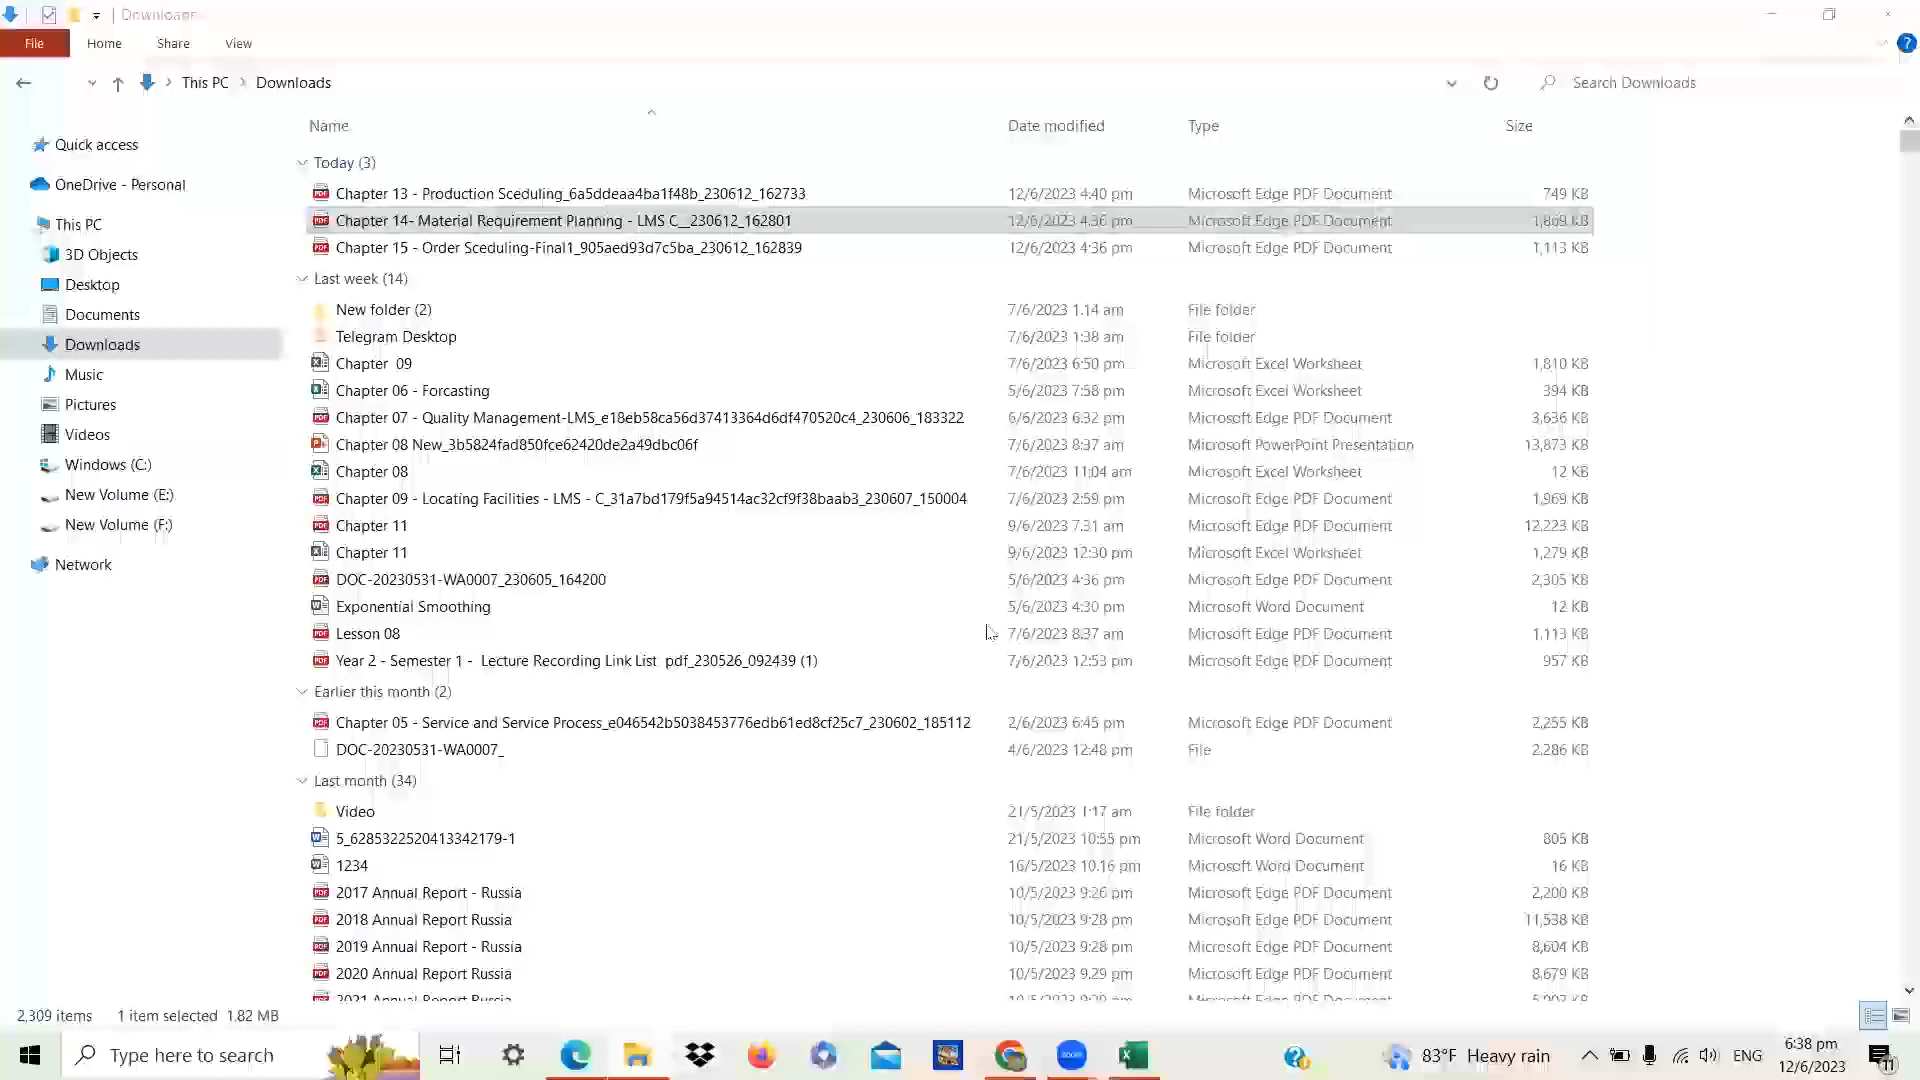 Downloads
File Home Share View
This PC Downloads Search Downloads
Name Date modified Type Size
Quick access
OneDrive - Personal
This PC
3D Objects
Desktop
Documents
Downloads
Music
Pictures
Videos
Windows (C:)
New Volume (E:)
New Volume (F:)
Network
Today (3)
Chapter 13 - Production Sceduling_6a5ddeaa4ba1f48b_230612_162733 12/6/2023 4:40 pm Microsoft Edge PDF Document 749 KB
Chapter 14- Material Requirement Planning - LMS C__230612_162801 12/6/2023 4:36 pm Microsoft Edge PDF Document 1,869 KB
Chapter 15 - Order Sceduling-Final1_905aed93d7c5ba_230612_162839 12/6/2023 4:36 pm Microsoft Edge PDF Document 1,113 KB
Last week (14)
New folder (2) 7/6/2023 1:14 am File folder
Telegram Desktop 7/6/2023 1:38 am File folder
Chapter 09 7/6/2023 6:50 pm Microsoft Excel Worksheet 1,810 KB
Chapter 06 - Forcasting 5/6/2023 7:58 pm Microsoft Excel Worksheet 394 KB
Chapter 07 - Quality Management-LMS_e18eb58ca56d37413364d6df470520c4_230606_183322 6/6/2023 6:32 pm Microsoft Edge PDF Document 3,636 KB
Chapter 08 New_3b5824fad850fce62420de2a49dbc06f 7/6/2023 8:37 am Microsoft PowerPoint Presentation 13,873 KB
Chapter 08 7/6/2023 11:04 am Microsoft Excel Worksheet 12 KB
Chapter 09 - Locating Facilities - LMS - C_31a7bd179f5a94514ac32cf9f38baab3_230607_150004 7/6/2023 2:59 pm Microsoft Edge PDF Document 1,969 KB
Chapter 11 9/6/2023 7:31 am Microsoft Edge PDF Document 12,223 KB
Chapter 11 9/6/2023 12:30 pm Microsoft Excel Worksheet 1,279 KB
DOC-20230531-WA0007_230605_164200 5/6/2023 4:36 pm Microsoft Edge PDF Document 2,305 KB
Exponential Smoothing 5/6/2023 4:30 pm Microsoft Word Document 12 KB
Lesson 08 7/6/2023 8:37 am Microsoft Edge PDF Document 1,113 KB
Year 2 - Semester 1 - Lecture Recording Link List pdf_230526_092439 (1) 7/6/2023 12:53 pm Microsoft Edge PDF Document 957 KB
Earlier this month (2)
Chapter 05 - Service and Service Process_e046542b5038453776edb61ed8cf25c7_230602_185112 2/6/2023 6:45 pm Microsoft Edge PDF Document 2,255 KB
DOC-20230531-WA0007_ 4/6/2023 12:48 pm File 2,286 KB
Last month (34)
Video 21/5/2023 1:17 am File folder
5_6285322520413342179-1 21/5/2023 10:55 pm Microsoft Word Document 805 KB
1234 16/5/2023 10:16 pm Microsoft Word Document 16 KB
2017 Annual Report - Russia 10/5/2023 9:26 pm Microsoft Edge PDF Document 2,200 KB
2018 Annual Report Russia 10/5/2023 9:28 pm Microsoft Edge PDF Document 11,538 KB
2019 Annual Report - Russia 10/5/2023 9:28 pm Microsoft Edge PDF Document 8,604 KB
2020 Annual Report Russia 10/5/2023 9:29 pm Microsoft Edge PDF Document 8,679 KB
2021 Annual Report Russia
2,309 items 1 item selected 1.82 MB
Type here to search zoom 83°F Heavy rain ENG 6:38 pm
12/6/2023 11